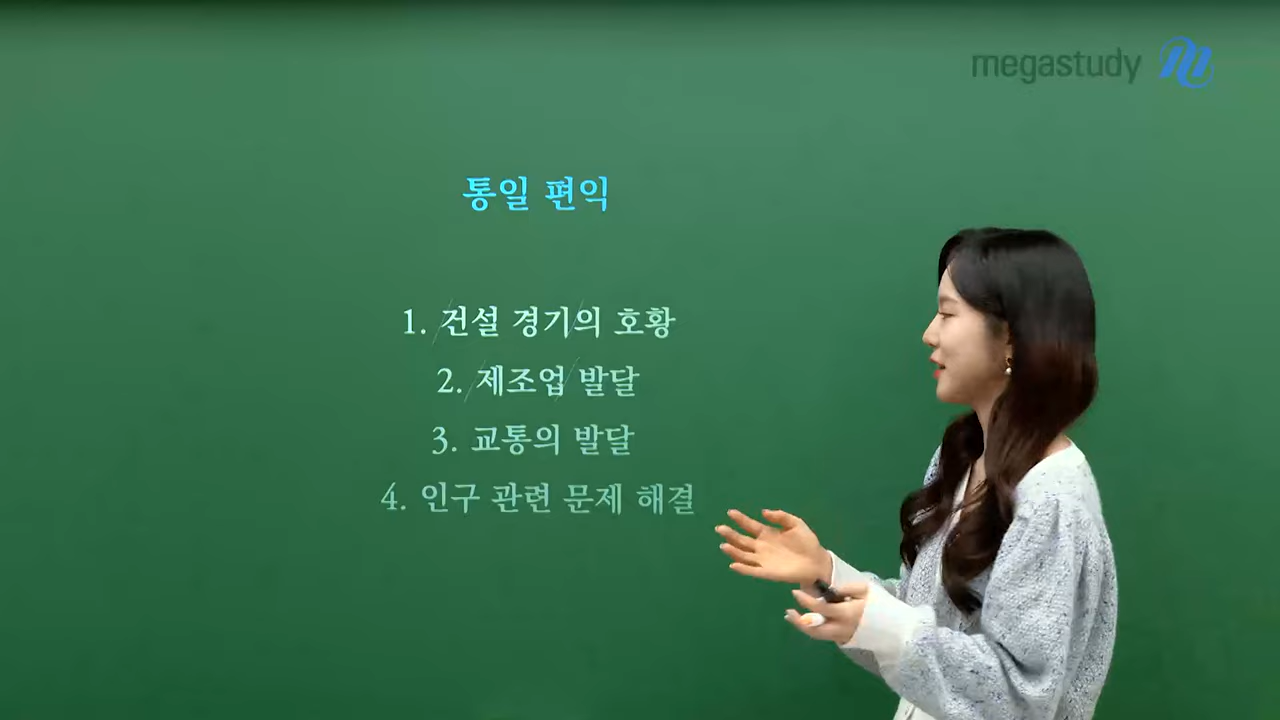 megastudy
통일 편익
1. 건설 경기의 호황
2. 제조업 발달
3. 교통의 발달
4. 인구 관련 문제 해결